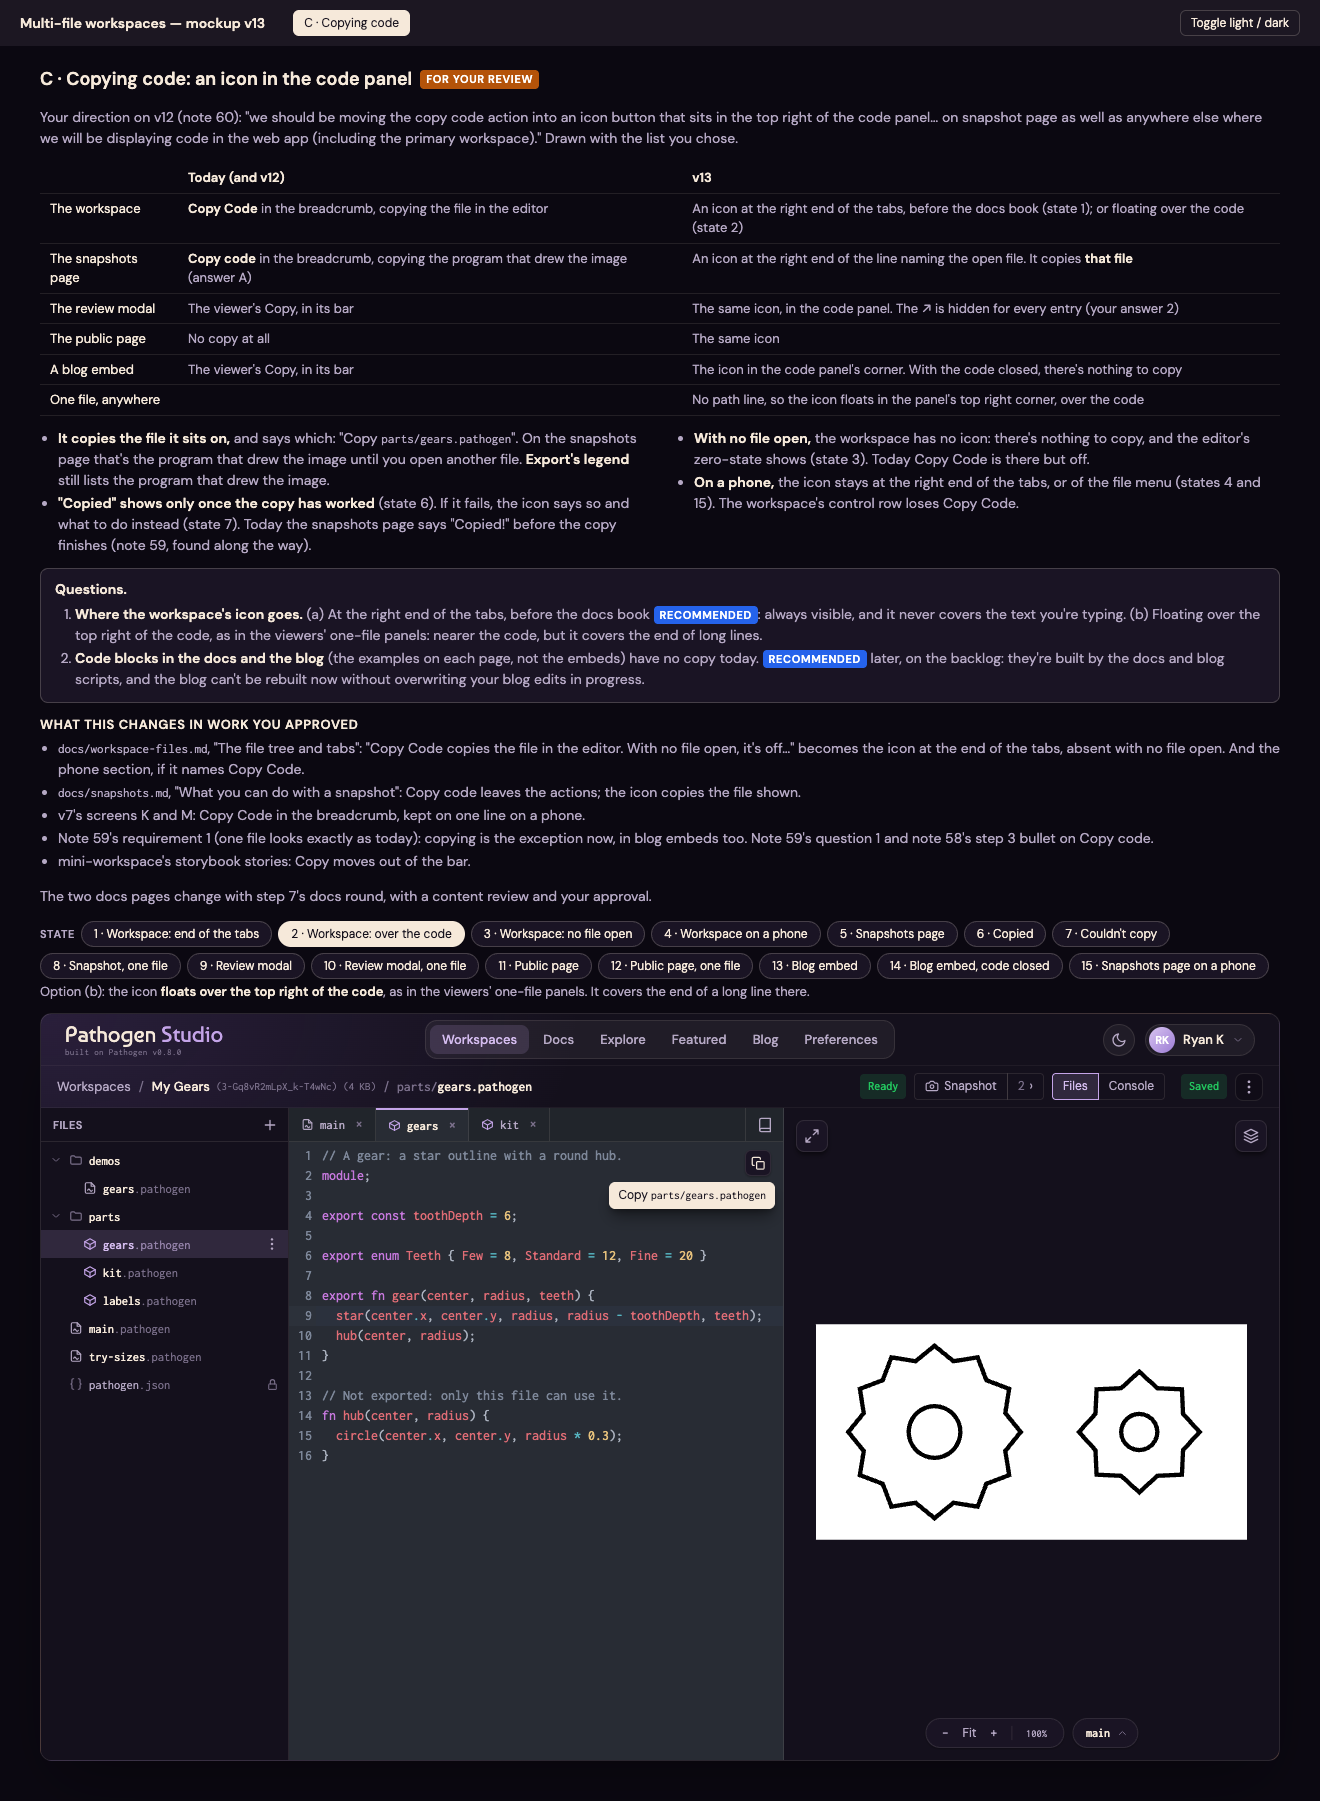 Multi-file workspaces — mockup v13
C · Copying code
Toggle light / dark
C · Copying code: an icon in the code panel FOR YOUR REVIEW
Your direction on v12 (note 60): "we should be moving the copy code action into an icon button that sits in the top right of the code panel… on snapshot page as well as anywhere else where
we will be displaying code in the web app (including the primary workspace)." Drawn with the list you chose.
Today (and v12) v13
The workspace Copy Code in the breadcrumb, copying the file in the editor An icon at the right end of the tabs, before the docs book (state 1); or floating over the code
(state 2)
The snapshots Copy code in the breadcrumb, copying the program that drew the image An icon at the right end of the line naming the open file. It copies that file
page (answer A)
The review modal The viewer's Copy, in its bar The same icon, in the code panel. The ↗ is hidden for every entry (your answer 2)
The public page No copy at all The same icon
A blog embed The viewer's Copy, in its bar The icon in the code panel's corner. With the code closed, there's nothing to copy
One file, anywhere No path line, so the icon floats in the panel's top right corner, over the code
• It copies the file it sits on, and says which: "Copy parts/gears.pathogen". On the snapshots
page that's the program that drew the image until you open another file. Export's legend
still lists the program that drew the image.
• "Copied" shows only once the copy has worked (state 6). If it fails, the icon says so and
what to do instead (state 7). Today the snapshots page says "Copied!" before the copy
finishes (note 59, found along the way).
• With no file open, the workspace has no icon: there's nothing to copy, and the editor's
zero-state shows (state 3). Today Copy Code is there but off.
• On a phone, the icon stays at the right end of the tabs, or of the file menu (states 4 and
15). The workspace's control row loses Copy Code.
Questions.
1. Where the workspace's icon goes. (a) At the right end of the tabs, before the docs book RECOMMENDED: always visible, and it never covers the text you're typing. (b) Floating over the
top right of the code, as in the viewers' one-file panels: nearer the code, but it covers the end of long lines.
2. Code blocks in the docs and the blog (the examples on each page, not the embeds) have no copy today. RECOMMENDED later, on the backlog: they're built by the docs and blog
scripts, and the blog can't be rebuilt now without overwriting your blog edits in progress.
WHAT THIS CHANGES IN WORK YOU APPROVED
• docs/workspace-files.md, "The file tree and tabs": "Copy Code copies the file in the editor. With no file open, it's off…" becomes the icon at the end of the tabs, absent with no file open. And the
phone section, if it names Copy Code.
• docs/snapshots.md, "What you can do with a snapshot": Copy code leaves the actions; the icon copies the file shown.
• v7's screens K and M: Copy Code in the breadcrumb, kept on one line on a phone.
• Note 59's requirement 1 (one file looks exactly as today): copying is the exception now, in blog embeds too. Note 59's question 1 and note 58's step 3 bullet on Copy code.
• mini-workspace's storybook stories: Copy moves out of the bar.
The two docs pages change with step 7's docs round, with a content review and your approval.
STATE 1 · Workspace: end of the tabs 2 · Workspace: over the code 3 · Workspace: no file open 4 · Workspace on a phone 5 · Snapshots page 6 · Copied 7 · Couldn't copy
8 · Snapshot, one file 9 · Review modal 10 · Review modal, one file 11 · Public page 12 · Public page, one file 13 · Blog embed 14 · Blog embed, code closed 15 · Snapshots page on a phone
Option (b): the icon floats over the top right of the code, as in the viewers' one-file panels. It covers the end of a long line there.
Pathogen Studio
built on Pathogen v0.8.0
Workspaces Docs Explore Featured Blog Preferences
RK Ryan K
Workspaces / My Gears (3-Gq8vR2mLpX_k-T4wNc) (4 KB) / parts/gears.pathogen
Ready Snapshot 2 › Files Console Saved
FILES +
demos
gears.pathogen
parts
gears.pathogen
kit.pathogen
labels.pathogen
main.pathogen
try-sizes.pathogen
{} pathogen.json
main × gears × kit ×
1 // A gear: a star outline with a round hub.
2 module;
3
4 export const toothDepth = 6;
5
6 export enum Teeth { Few = 8, Standard = 12, Fine = 20 }
7
8 export fn gear(center, radius, teeth) {
9 star(center.x, center.y, radius, radius - toothDepth, teeth);
10 hub(center, radius);
11 }
12
13 // Not exported: only this file can use it.
14 fn hub(center, radius) {
15 circle(center.x, center.y, radius * 0.3);
16 }
Copy parts/gears.pathogen
− Fit + 100%
main